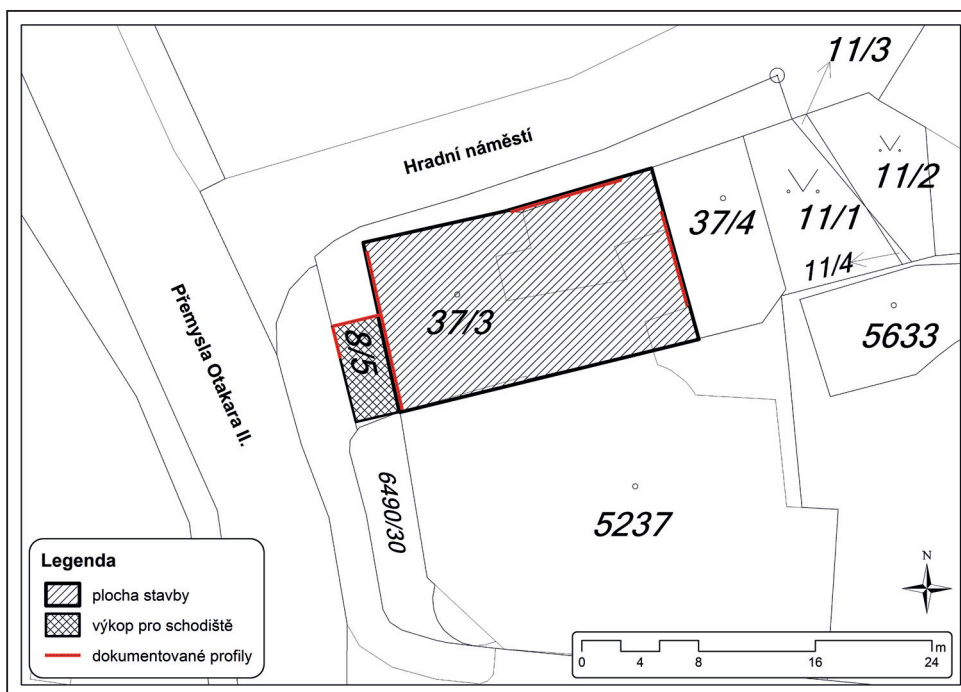 11/3
Hradní náměstí
11/2
37/4
11/1
11/4
Přemysla Otakara II.
37/3
8/5
5633
6490/30
5237
Legenda
plocha stavby
výkop pro schodiště
dokumentované profily
N
m
0 4 8 16 24